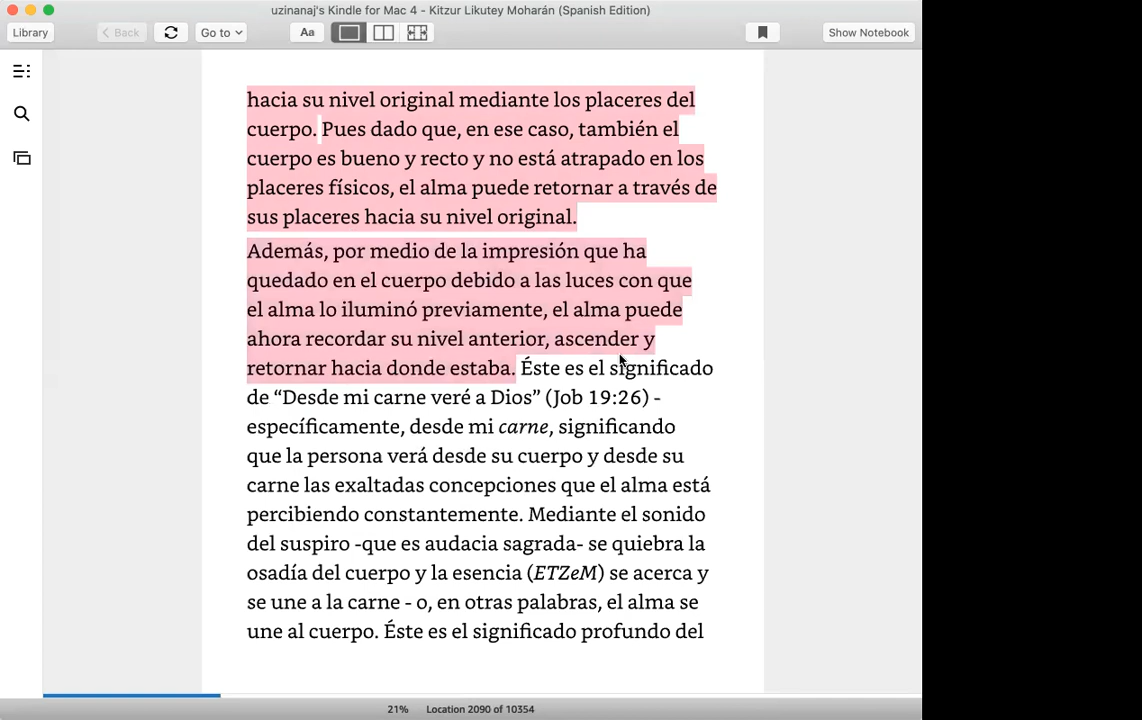 uzinanaj's Kindle for Mac 4 - Kitzur Likutey Moharán (Spanish Edition)
Library
Back
Go to
Aa
Show Notebook
hacia su nivel original mediante los placeres del
cuerpo. Pues dado que, en ese caso, también el
cuerpo es bueno y recto y no está atrapado en los
placeres físicos, el alma puede retornar a través de
sus placeres hacia su nivel original.
Además, por medio de la impresión que ha
quedado en el cuerpo debido a las luces con que
el alma lo iluminó previamente, el alma puede
ahora recordar su nivel anterior, ascender y
retornar hacia donde estaba. Éste es el significado
de “Desde mi carne veré a Dios” (Job 19:26) -
específicamente, desde mi carne, significando
que la persona verá desde su cuerpo y desde su
carne las exaltadas concepciones que el alma está
percibiendo constantemente. Mediante el sonido
del suspiro -que es audacia sagrada- se quiebra la
osadía del cuerpo y la esencia (ETZeM) se acerca y
se une a la carne - o, en otras palabras, el alma se
une al cuerpo. Éste es el significado profundo del
21% Location 2090 of 10354